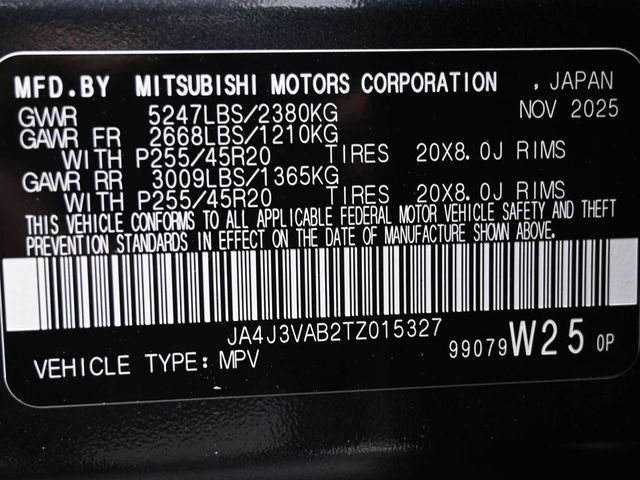 MFD.BY MITSUBISHI MOTORS CORPORATION , JAPAN
GVWR 5247LBS/2380KG NOV 2025
GAWR FR 2668LBS/1210KG
WITH P255/45R20 TIRES 20X8.0J RIMS
GAWR RR 3009LBS/1365KG
WITH P255/45R20 TIRES 20X8.0J RIMS
THIS VEHICLE CONFORMS TO ALL APPLICABLE FEDERAL MOTOR VEHICLE SAFETY AND THEFT
PREVENTION STANDARDS IN EFFECT ON THE DATE OF MANUFACTURE SHOWN ABOVE.
JA4J3VAB2TZ015327
VEHICLE TYPE: MPV 99079 W25 0P